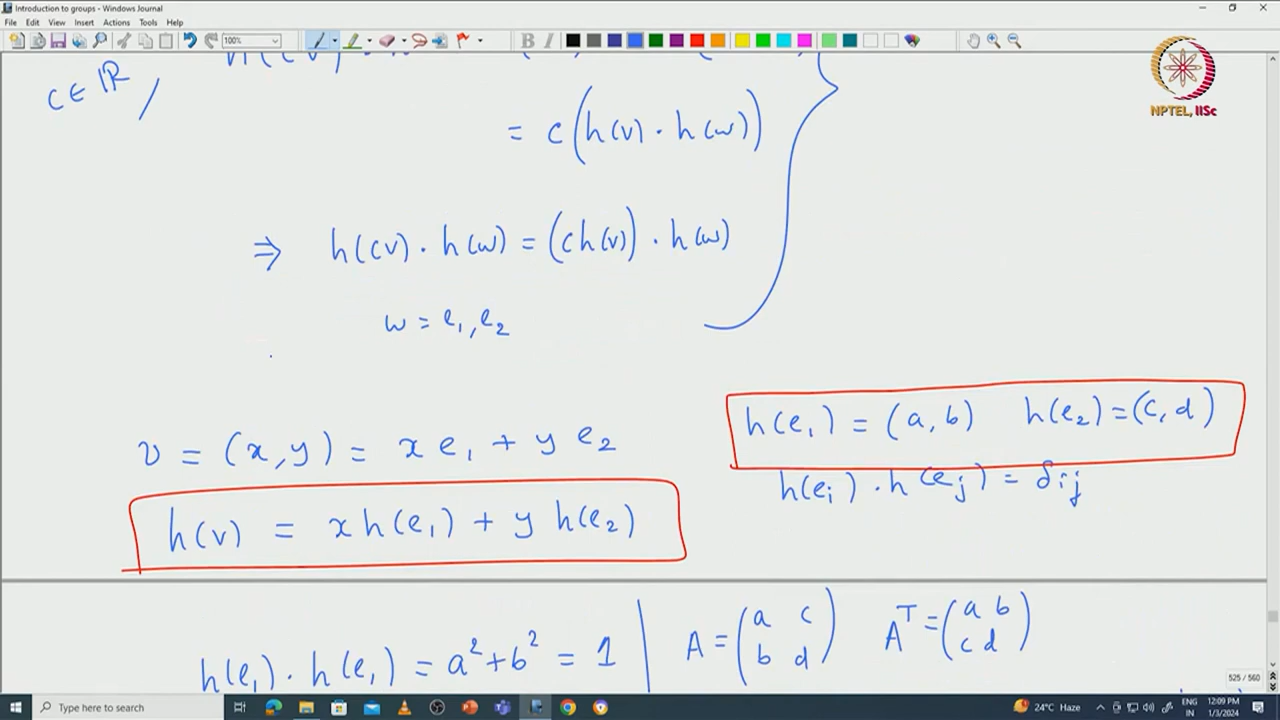 Introduction to groups - Windows Journal
File Edit View Insert Actions Tools Help
100%
B I
NPTEL, IISc
c ∈ ℝ
= c(h(v) · h(w))
⇒ h(cv) · h(w) = (ch(v)) · h(w)
w = e₁, e₂
h(e₁) = (a, b) h(e₂) = (c, d)
v = (x, y) = x e₁ + y e₂
h(eᵢ) · h(eⱼ) = δᵢⱼ
h(v) = x h(e₁) + y h(e₂)
h(e₁) · h(e₁) = a² + b² = 1
A = (a c
b d)
Aᵀ = (a b
c d)
525 / 560
Type here to search
24°C Haze
ENG
IN
12:09 PM
1/3/2024